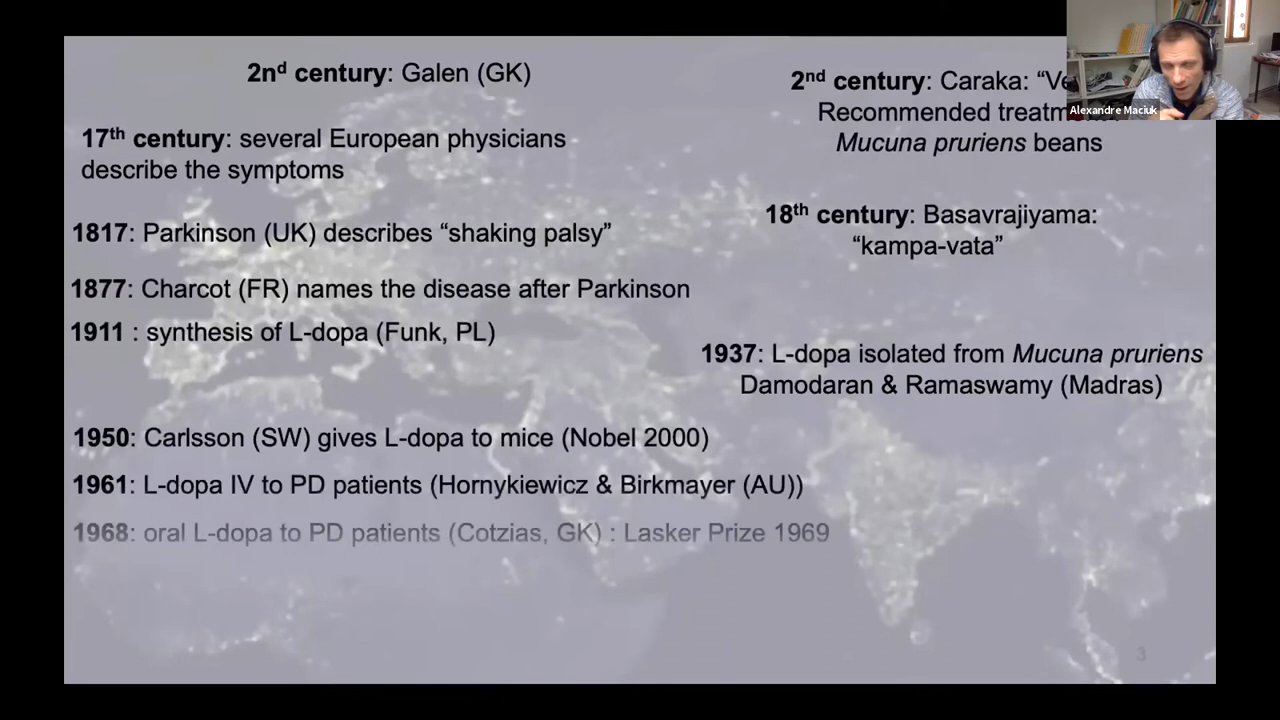 2nd century: Galen (GK)
17th century: several European physicians
describe the symptoms
1817: Parkinson (UK) describes “shaking palsy”
1877: Charcot (FR) names the disease after Parkinson
1911 : synthesis of L-dopa (Funk, PL)
1950: Carlsson (SW) gives L-dopa to mice (Nobel 2000)
1961: L-dopa IV to PD patients (Hornykiewicz & Birkmayer (AU))
1968: oral L-dopa to PD patients (Cotzias, GK) : Lasker Prize 1969
2nd century: Caraka:
Recommended
Mucuna pruriens beans
18th century: Basavrajiyama:
“kampa-vata”
1937: L-dopa isolated from Mucuna pruriens
Damodaran & Ramaswamy (Madras)
Alexandre Maciuk
3